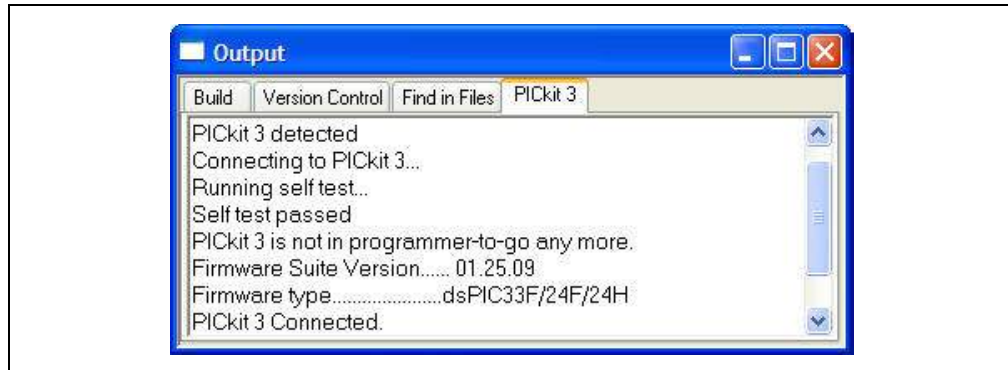 Output
Build Version Control Find in Files PICkit 3
PICkit 3 detected
Connecting to PICkit 3...
Running self test...
Self test passed
PICkit 3 is not in programmer-to-go any more.
Firmware Suite Version...... 01.25.09
Firmware type......................dsPIC33F/24F/24H
PICkit 3 Connected.